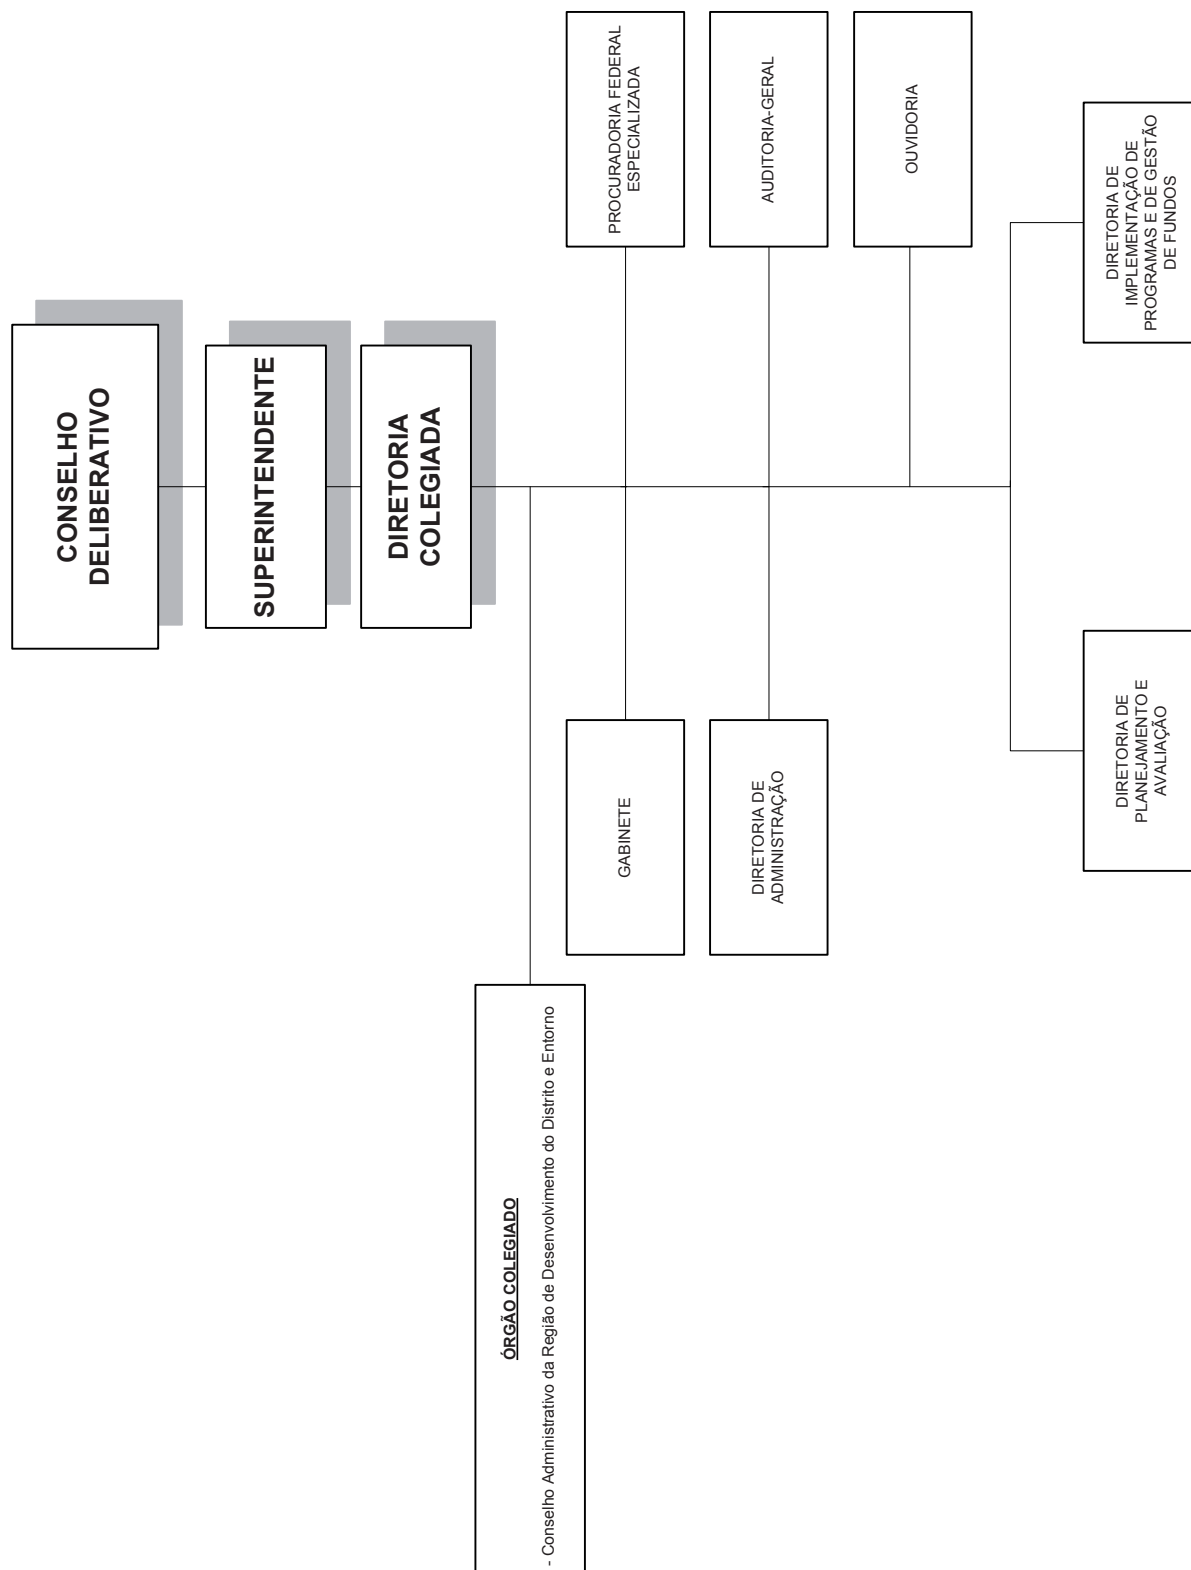 CONSELHO
DELIBERATIVO
SUPERINTENDENTE
DIRETORIA
COLEGIADA
ÓRGÃO COLEGIADO
- Conselho Administrativo da Região de Desenvolvimento do Distrito e Entorno
GABINETE
PROCURADORIA FEDERAL
ESPECIALIZADA
DIRETORIA DE
ADMINISTRAÇÃO
AUDITORIA-GERAL
OUVIDORIA
DIRETORIA DE
PLANEJAMENTO E
AVALIAÇÃO
DIRETORIA DE
IMPLEMENTAÇÃO DE
PROGRAMAS E DE GESTÃO
DE FUNDOS